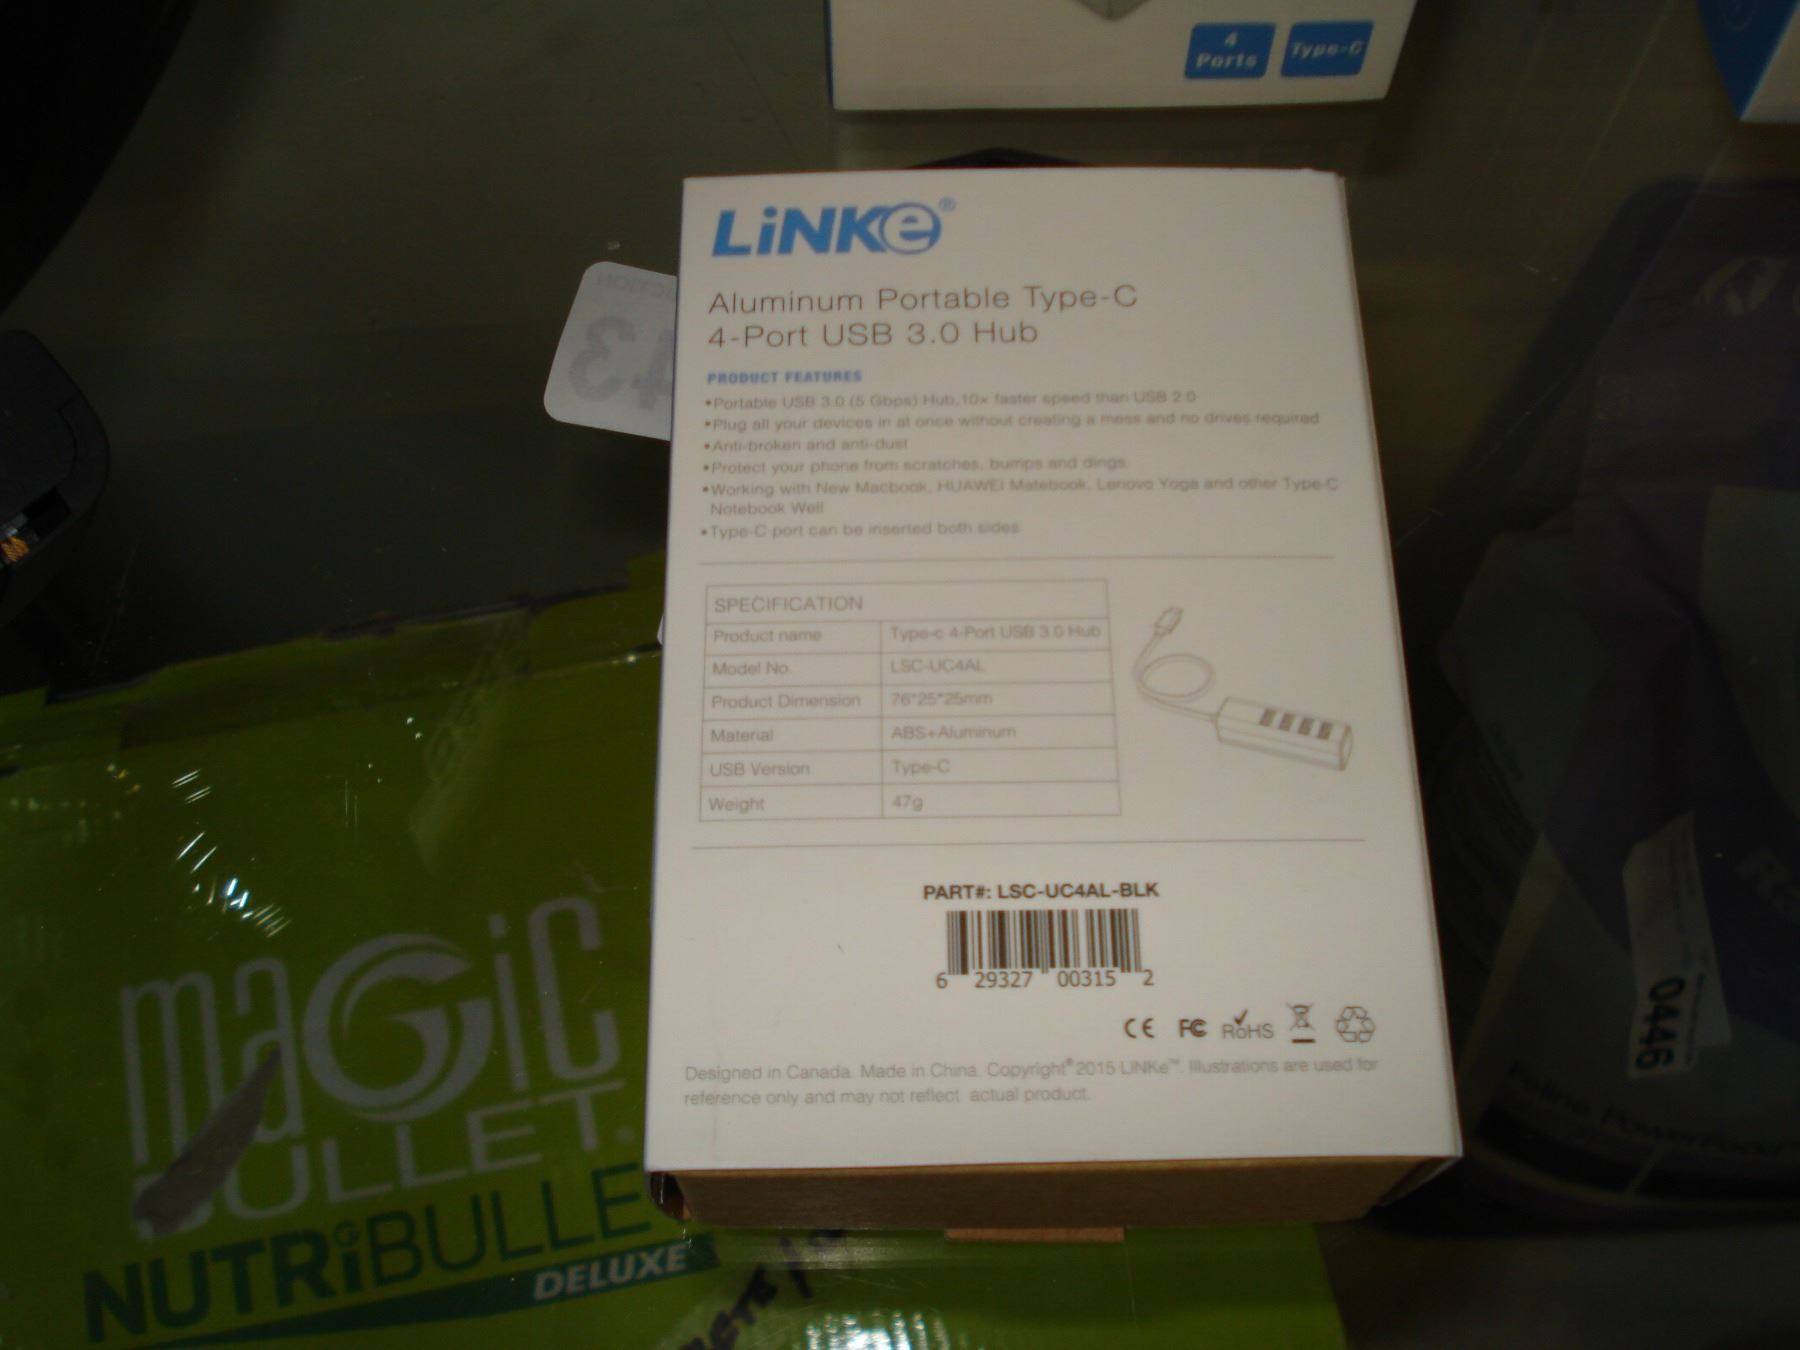 4
Ports
Type-C
LiNKe®
Aluminum Portable Type-C
4-Port USB 3.0 Hub
PRODUCT FEATURES
•Portable USB 3.0 (5 Gbps) Hub,10x faster speed than USB 2.0
•Plug all your devices in at once without creating a mess and no drives required
•Anti-broken and anti-dust
•Protect your phone from scratches, bumps and dings.
•Working with New Macbook, HUAWEI Matebook, Lenovo Yoga and other Type-C
Notebook Well
•Type-C port can be inserted both sides
SPECIFICATION
Product name Type-c 4-Port USB 3.0 Hub
Model No. LSC-UC4AL
Product Dimension 76*25*25mm
Material ABS+Aluminum
USB Version Type-C
Weight 47g
PART#: LSC-UC4AL-BLK
6 29327 00315 2
CE FC RoHS
Designed in Canada. Made in China. Copyright® 2015 LiNKe™. Illustrations are used for
reference only and may not reflect actual product.
43
magic
BULLET.
NUTRiBULLE
DELUXE
0446